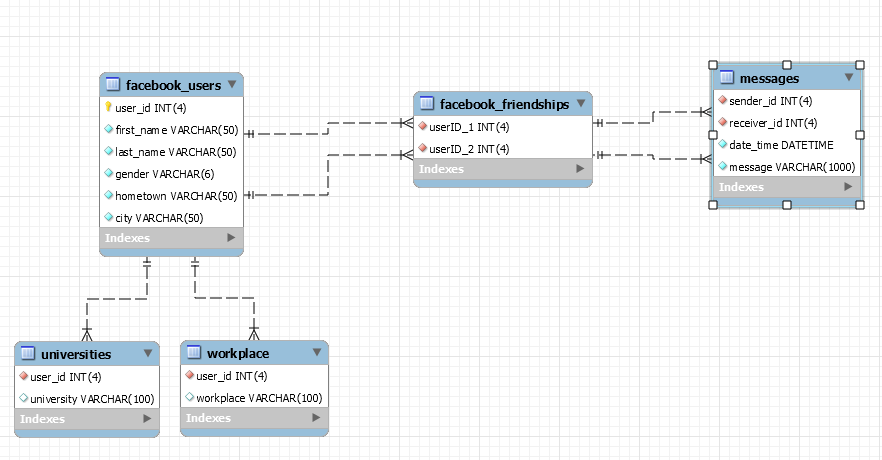 facebook_users
user_id INT(4)
first_name VARCHAR(50)
last_name VARCHAR(50)
gender VARCHAR(6)
hometown VARCHAR(50)
city VARCHAR(50)
Indexes
facebook_friendships
userID_1 INT(4)
userID_2 INT(4)
Indexes
messages
sender_id INT(4)
receiver_id INT(4)
date_time DATETIME
message VARCHAR(1000)
Indexes
universities
user_id INT(4)
university VARCHAR(100)
Indexes
workplace
user_id INT(4)
workplace VARCHAR(100)
Indexes